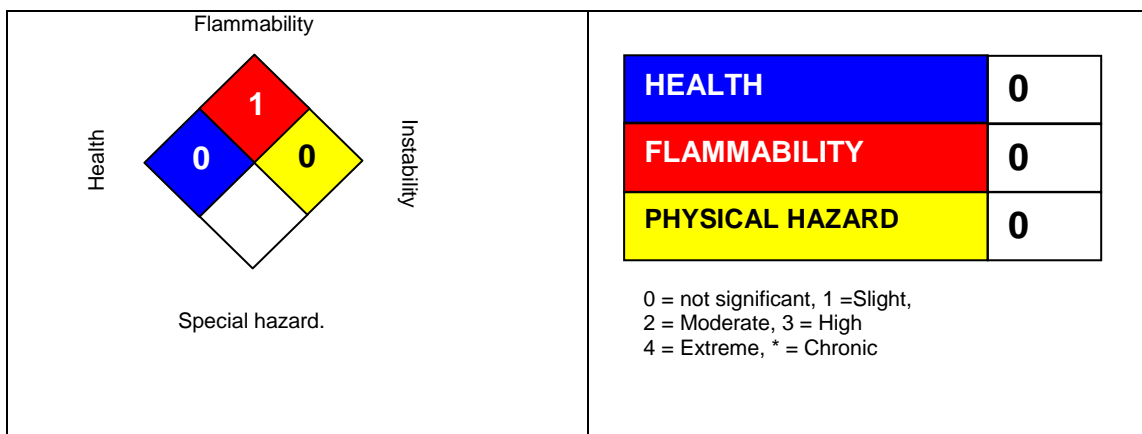 Flammability
1
Health
0
0
Instability
Special hazard.
HEALTH 0
FLAMMABILITY 0
PHYSICAL HAZARD 0
0 = not significant, 1 =Slight,
2 = Moderate, 3 = High
4 = Extreme, * = Chronic